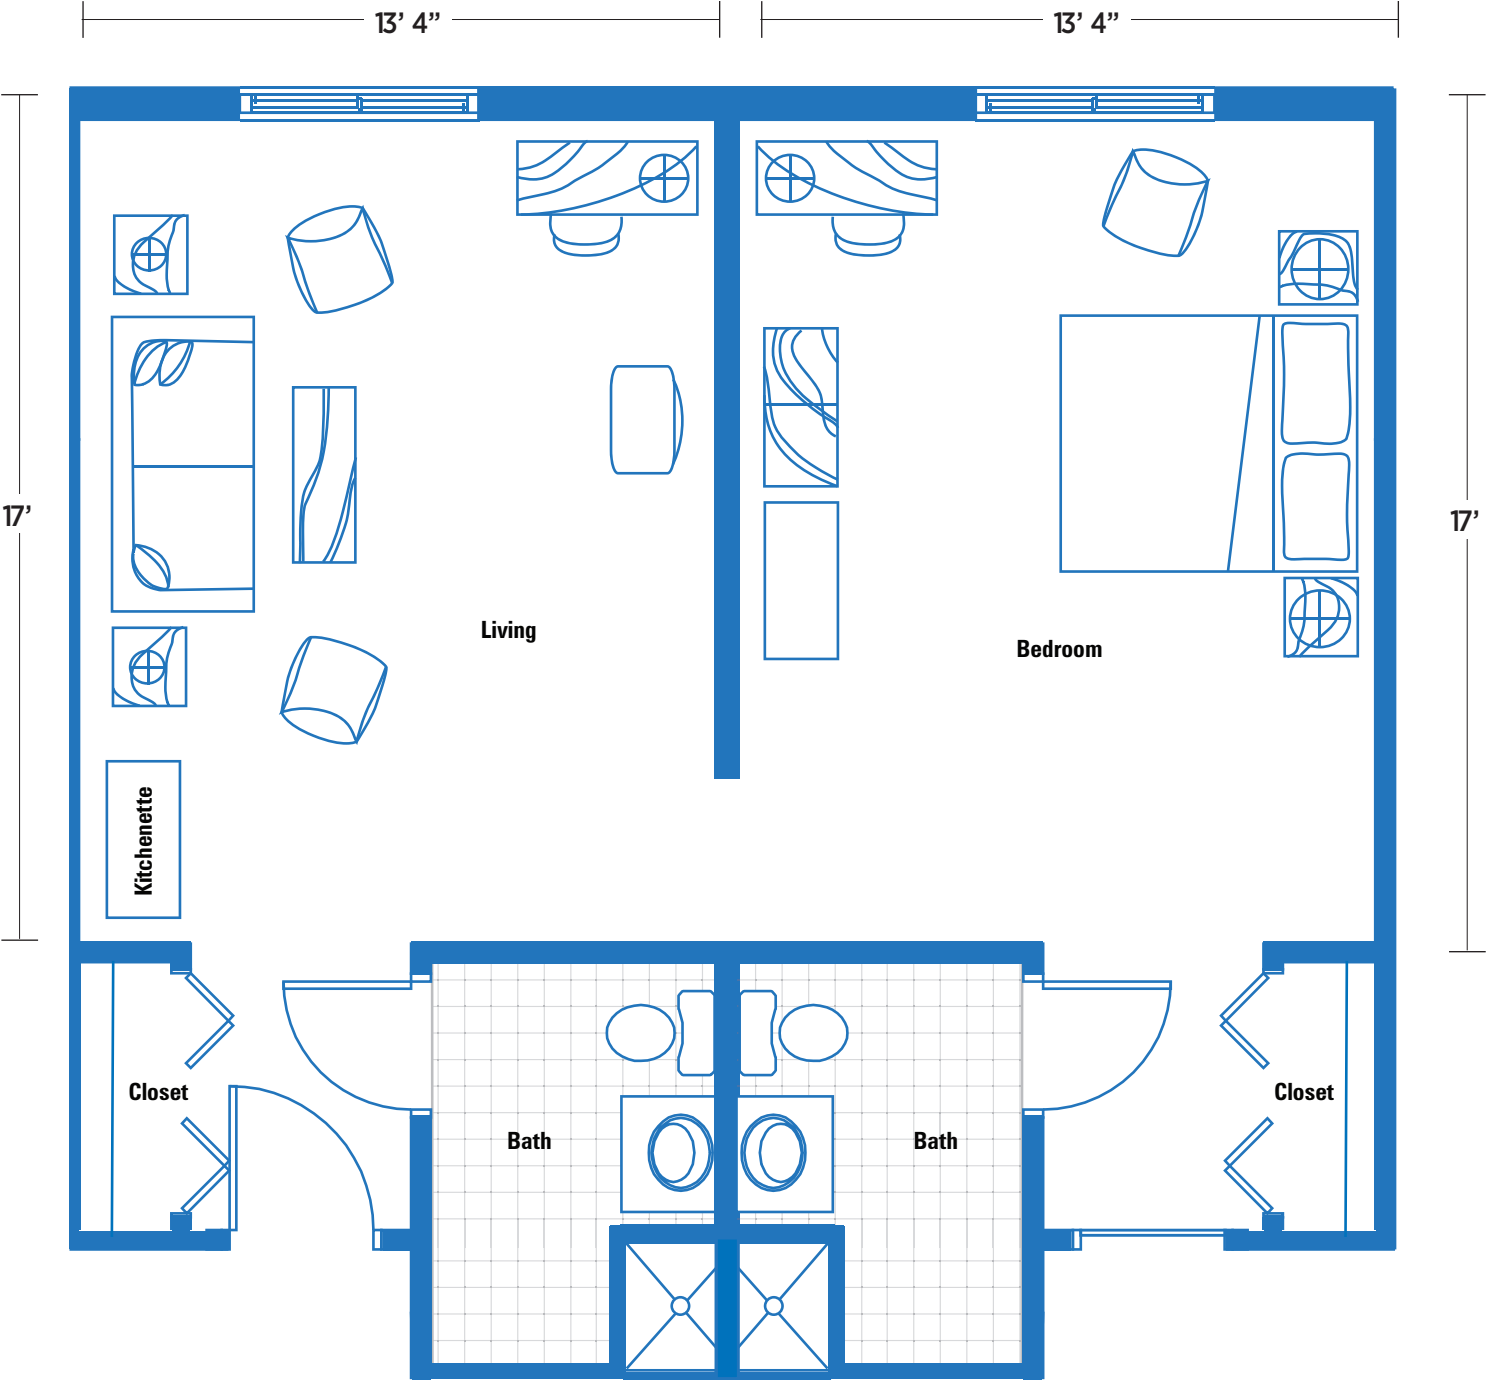 13’ 4”
13’ 4”
17’
17’
Living
Bedroom
Kitchenette
Closet
Closet
Bath
Bath